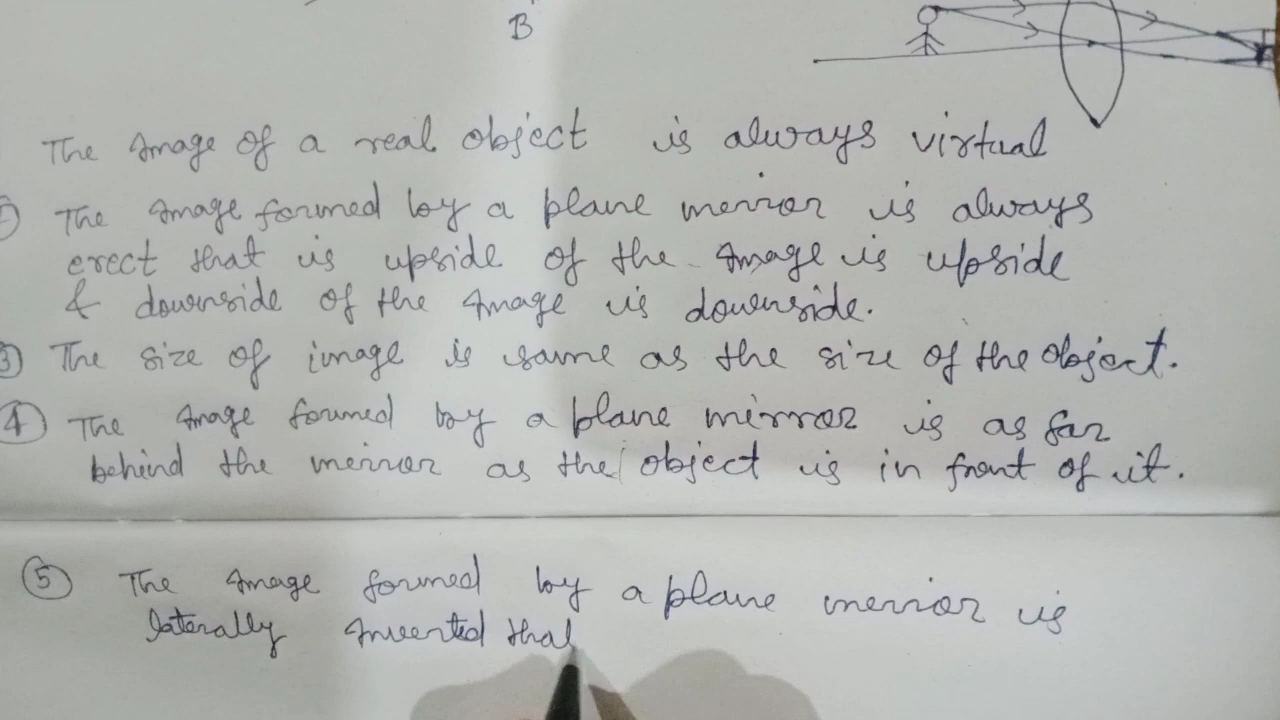 B
The Image of a real object is always virtual
The Image formed by a plane mirror is always
erect that is upside of the Image is upside
& downside of the Image is downside.
③ The size of image is same as the size of the object.
④ The Image formed by a plane mirror is as far
behind the mirror as the object is in front of it.
⑤ The Image formed by a plane mirror is
laterally Inverted that